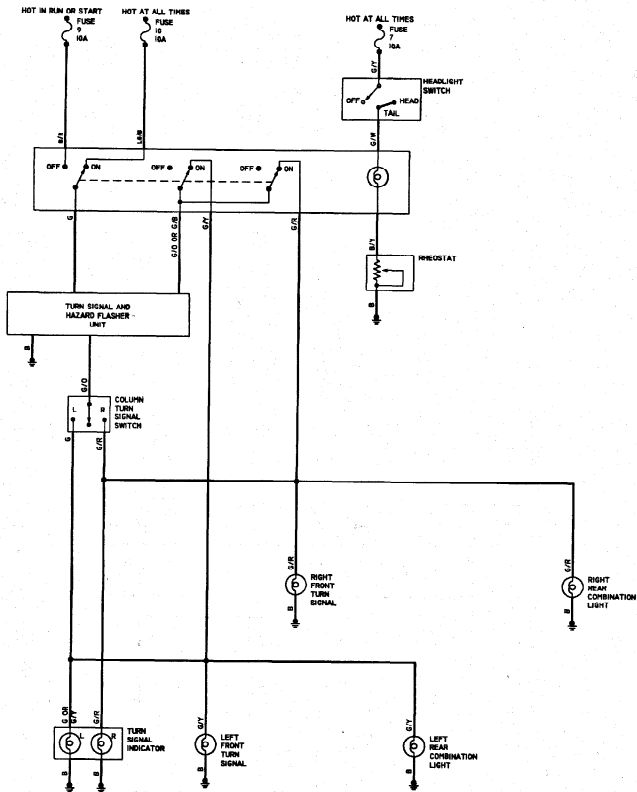 HOT IN RUN OR START
FUSE
9
10A
HOT AT ALL TIMES
FUSE
10
10A
HOT AT ALL TIMES
FUSE
7
10A
G/Y
HEADLIGHT
SWITCH
OFF
HEAD
TAIL
G/W
OFF
ON
OFF
ON
OFF
ON
G
G/O OR G/B
G/Y
G/R
B/Y
RHEOSTAT
B
TURN SIGNAL AND
HAZARD FLASHER
UNIT
B
G/O
L
R
COLUMN
TURN
SIGNAL
SWITCH
G
G/R
G/R
RIGHT
FRONT
TURN
SIGNAL
B
G/R
RIGHT
REAR
COMBINATION
LIGHT
B
G OR
G/Y
G/R
L
R
TURN
SIGNAL
INDICATOR
B
B
G/Y
LEFT
FRONT
TURN
SIGNAL
B
G/Y
LEFT
REAR
COMBINATION
LIGHT
B